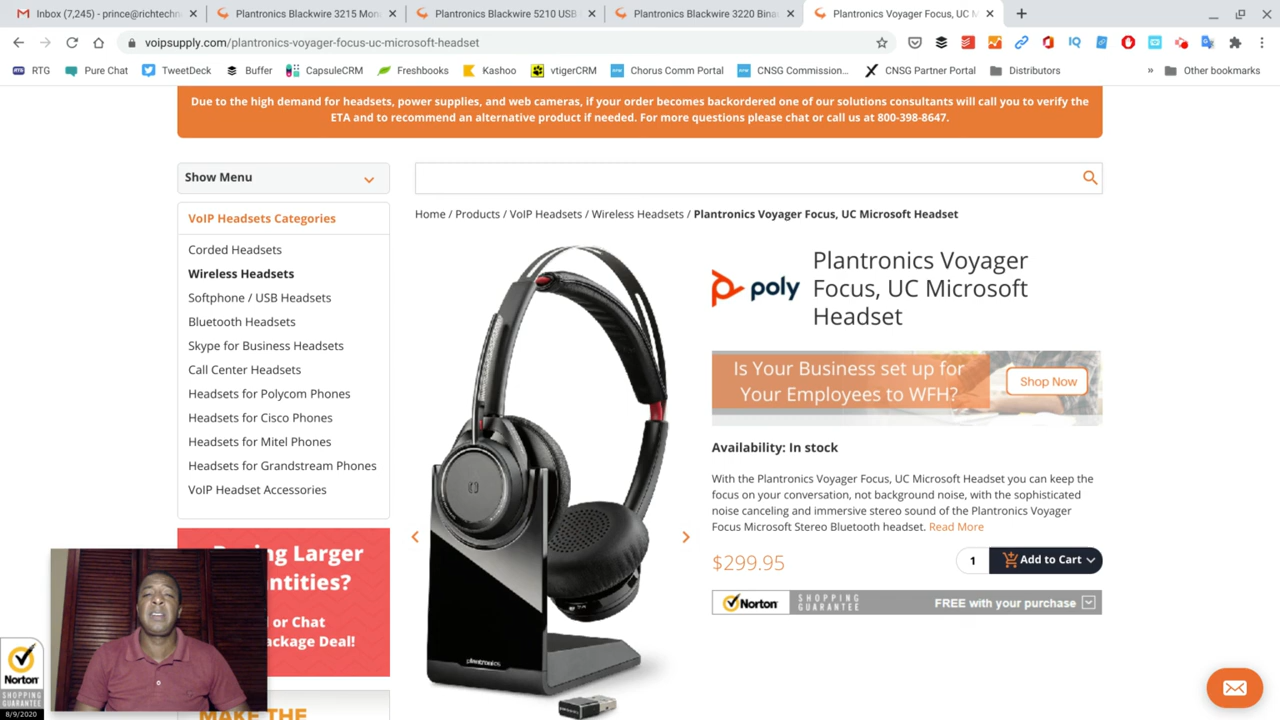 Inbox (7,245) - prince@richtechn
Plantronics Blackwire 3215 Mon
Plantronics Blackwire 5210 USB
Plantronics Blackwire 3220 Bina
Plantronics Voyager Focus, UC M
voipsupply.com/plantronics-voyager-focus-uc-microsoft-headset
RTG
Pure Chat
TweetDeck
Buffer
CapsuleCRM
Freshbooks
Kashoo
vtigerCRM
Chorus Comm Portal
CNSG Commission...
CNSG Partner Portal
Distributors
» Other bookmarks
Due to the high demand for headsets, power supplies, and web cameras, if your order becomes backordered one of our solutions consultants will call you to verify the
ETA and to recommend an alternative product if needed. For more questions please chat or call us at 800-398-8647.
Show Menu
VoIP Headsets Categories
Corded Headsets
Wireless Headsets
Softphone / USB Headsets
Bluetooth Headsets
Skype for Business Headsets
Call Center Headsets
Headsets for Polycom Phones
Headsets for Cisco Phones
Headsets for Mitel Phones
Headsets for Grandstream Phones
VoIP Headset Accessories
ng Larger
ntities?
l or Chat
ackage Deal!
MAKE THE
Norton
SHOPPING
GUARANTEE
8/9/2020
Home / Products / VoIP Headsets / Wireless Headsets / Plantronics Voyager Focus, UC Microsoft Headset
plantronics
poly
Plantronics Voyager
Focus, UC Microsoft
Headset
Is Your Business set up for
Your Employees to WFH?
Shop Now
Availability: In stock
With the Plantronics Voyager Focus, UC Microsoft Headset you can keep the
focus on your conversation, not background noise, with the sophisticated
noise canceling and immersive stereo sound of the Plantronics Voyager
Focus Microsoft Stereo Bluetooth headset. Read More
$299.95
1
Add to Cart
Norton
SHOPPING
GUARANTEE
FREE with your purchase